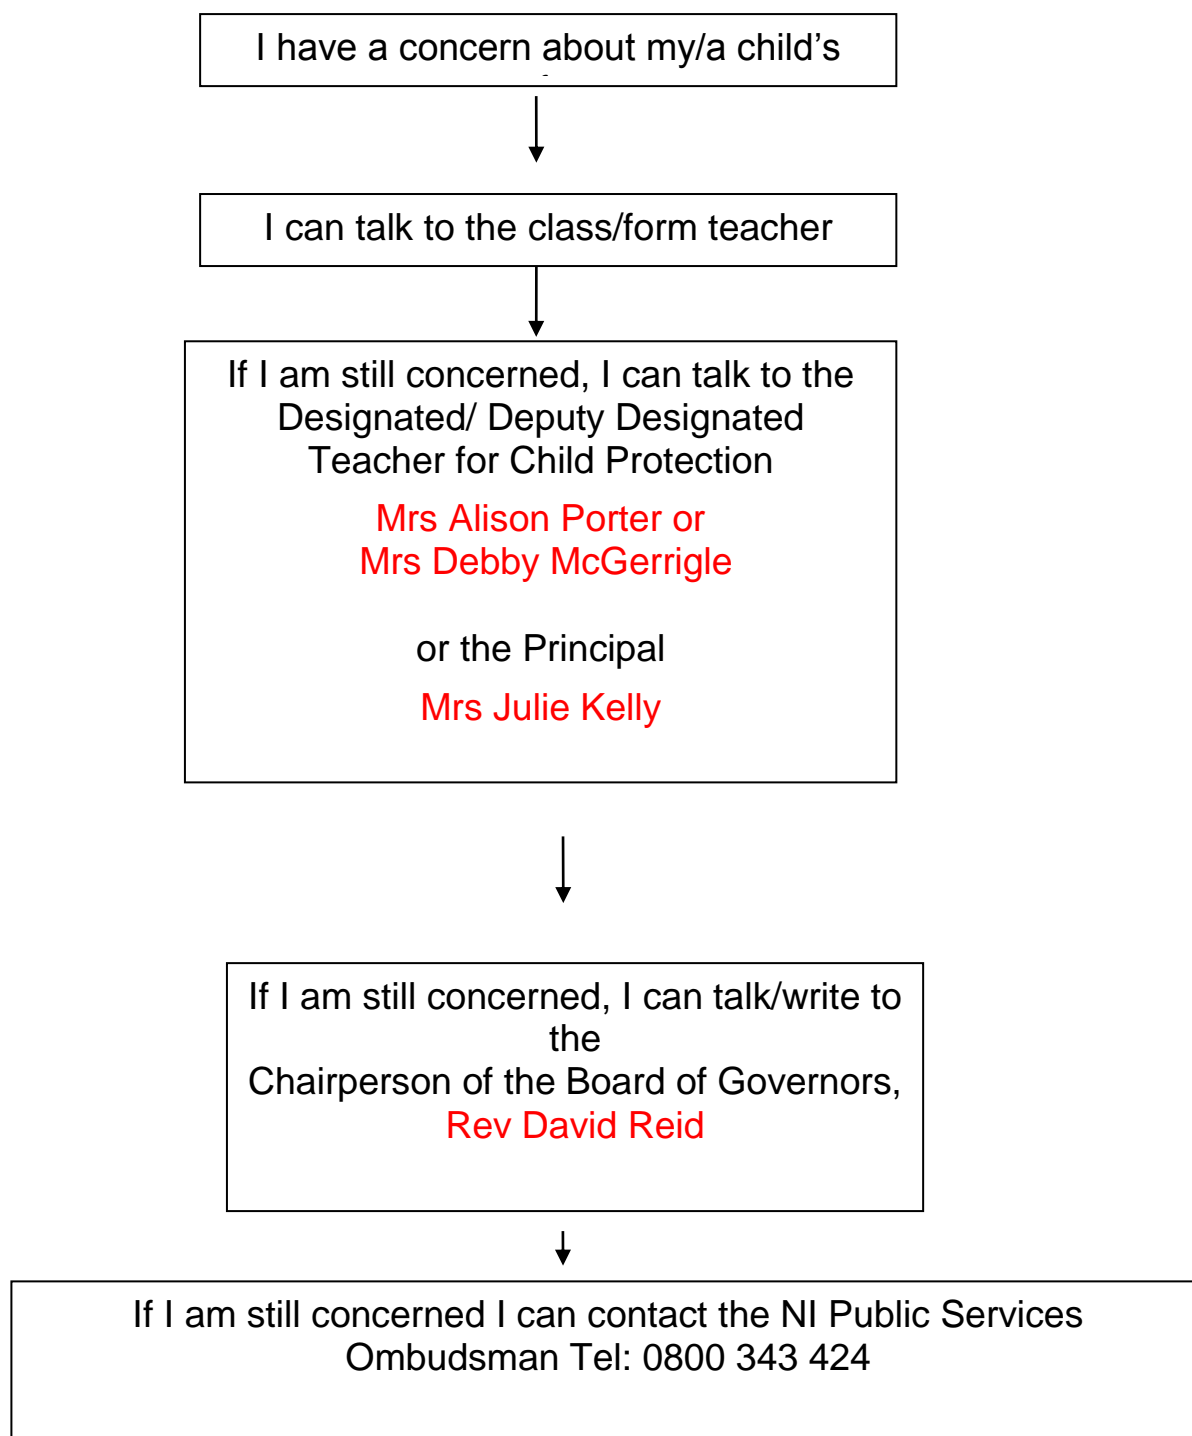 I have a concern about my/a child’s
I can talk to the class/form teacher
If I am still concerned, I can talk to the
Designated/ Deputy Designated
Teacher for Child Protection
Mrs Alison Porter or
Mrs Debby McGerrigle
or the Principal
Mrs Julie Kelly
If I am still concerned, I can talk/write to
the
Chairperson of the Board of Governors,
Rev David Reid
If I am still concerned I can contact the NI Public Services
Ombudsman Tel: 0800 343 424